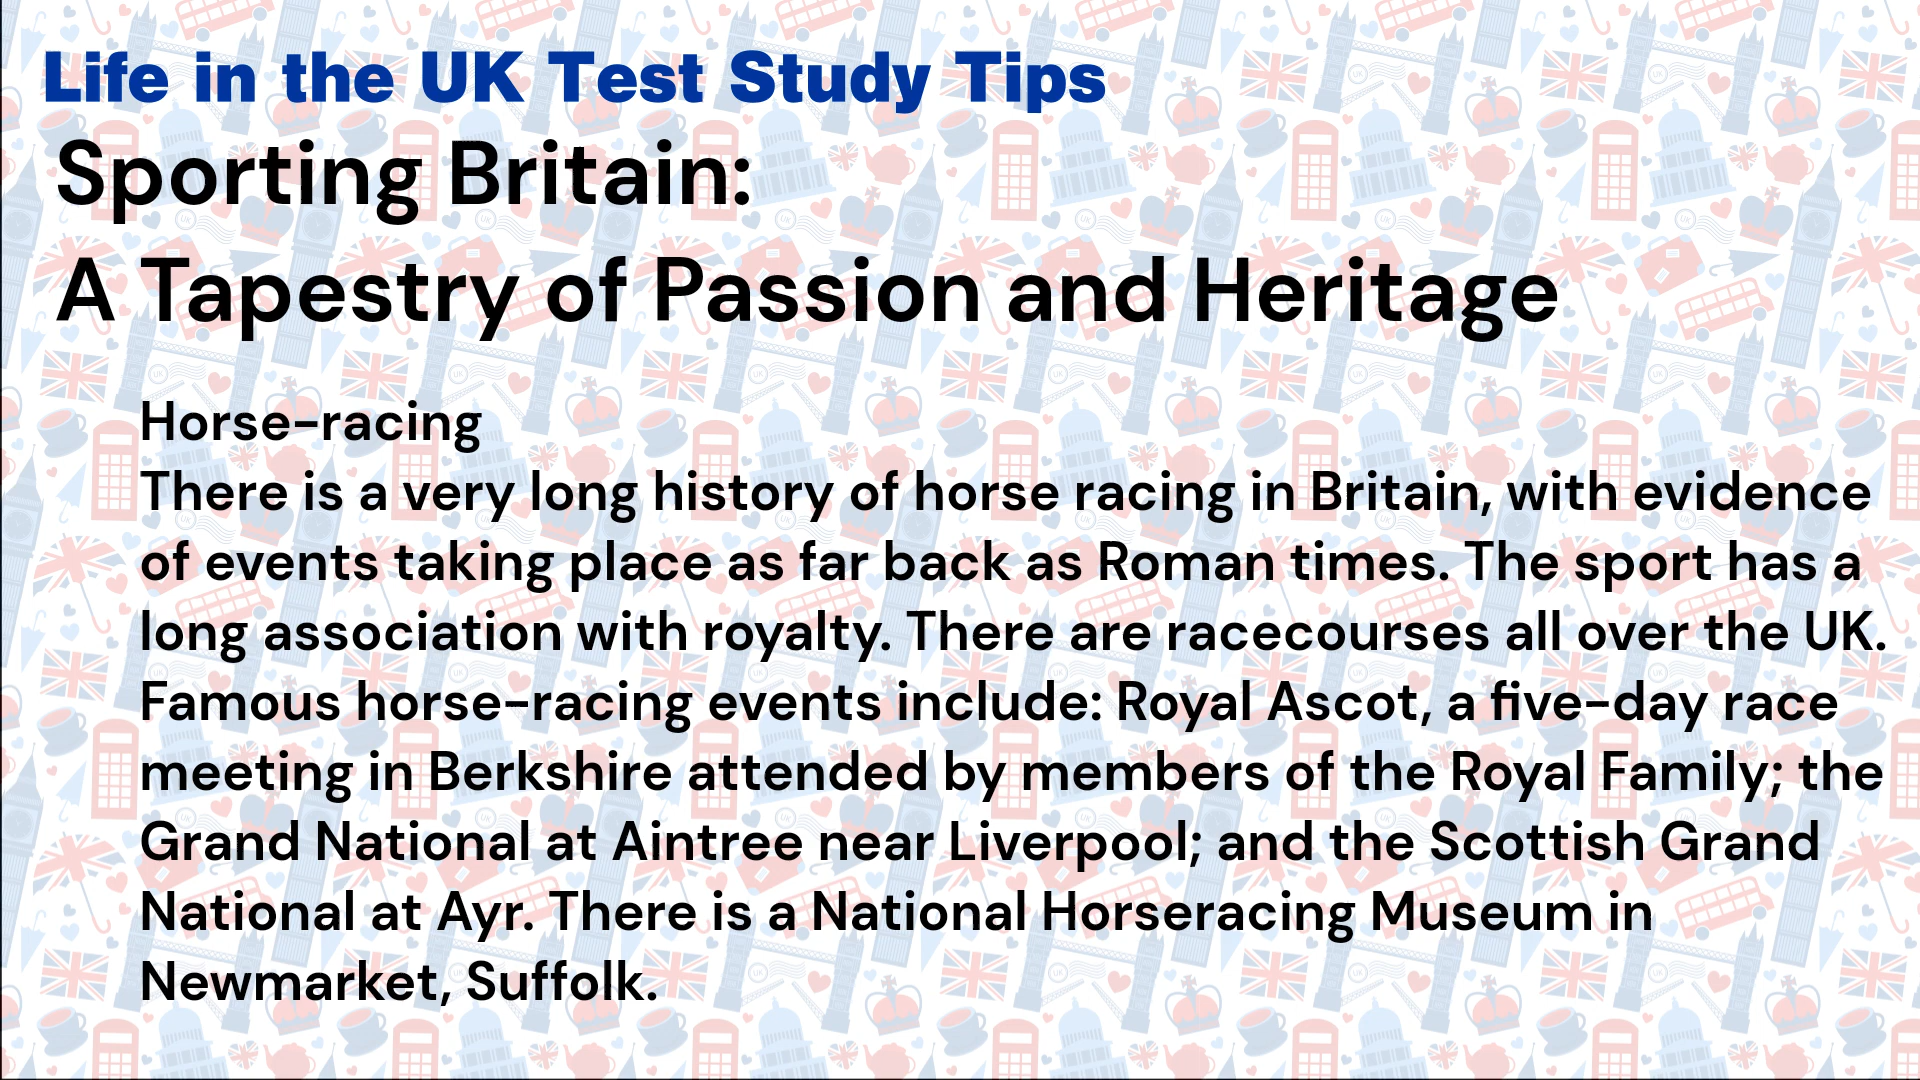 Life in the UK Test Study Tips
Sporting Britain:
A Tapestry of Passion and Heritage
Horse-racing
There is a very long history of horse racing in Britain, with evidence
of events taking place as far back as Roman times. The sport has a
long association with royalty. There are racecourses all over the UK.
Famous horse-racing events include: Royal Ascot, a five-day race
meeting in Berkshire attended by members of the Royal Family; the
Grand National at Aintree near Liverpool; and the Scottish Grand
National at Ayr. There is a National Horseracing Museum in
Newmarket, Suffolk.